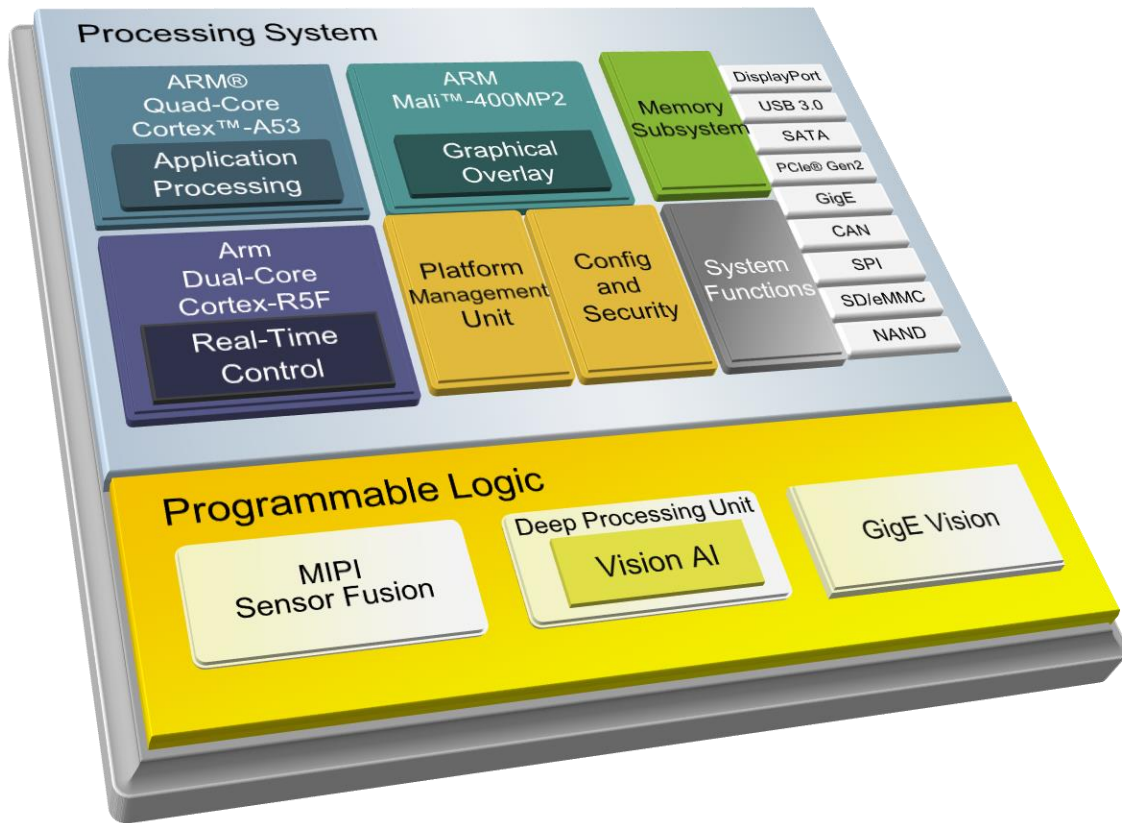 Processing System
ARM®
Quad-Core
Cortex™-A53
Application
Processing
ARM
Mali™-400MP2
Graphical
Overlay
Memory
Subsystem
DisplayPort
USB 3.0
SATA
PCIe® Gen2
GigE
CAN
SPI
SD/eMMC
NAND
Arm
Dual-Core
Cortex-R5F
Real-Time
Control
Platform
Management
Unit
Config
and
Security
System
Functions
Programmable Logic
MIPI
Sensor Fusion
Deep Processing Unit
Vision AI
GigE Vision